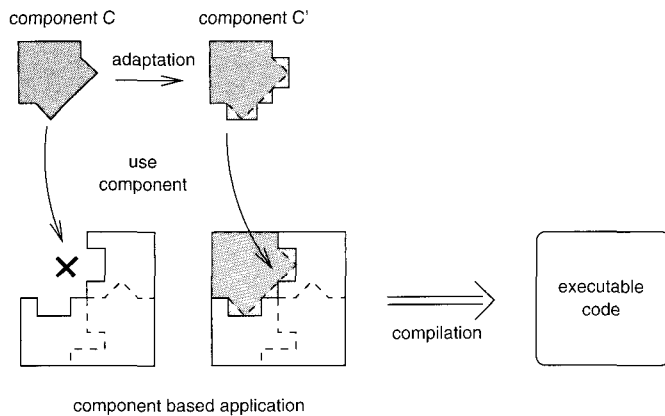 component C
component C'
adaptation
use
component
compilation
executable
code
component based application